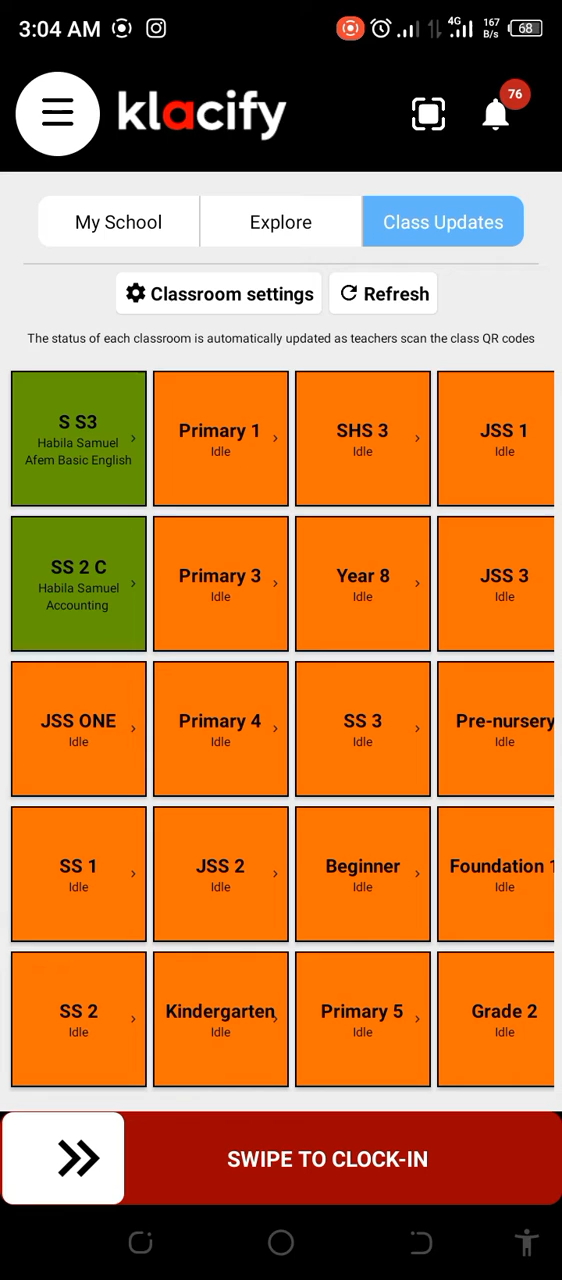 3:04 AM
4G
167
B/s
68
klacify
76
My School
Explore
Class Updates
Classroom settings
Refresh
The status of each classroom is automatically updated as teachers scan the class QR codes
S S3
Habila Samuel
Afem Basic English
Primary 1
Idle
SHS 3
Idle
JSS 1
Idle
SS 2 C
Habila Samuel
Accounting
Primary 3
Idle
Year 8
Idle
JSS 3
Idle
JSS ONE
Idle
Primary 4
Idle
SS 3
Idle
Pre-nursery
Idle
SS 1
Idle
JSS 2
Idle
Beginner
Idle
Foundation 1
Idle
SS 2
Idle
Kindergarten
Idle
Primary 5
Idle
Grade 2
Idle
SWIPE TO CLOCK-IN